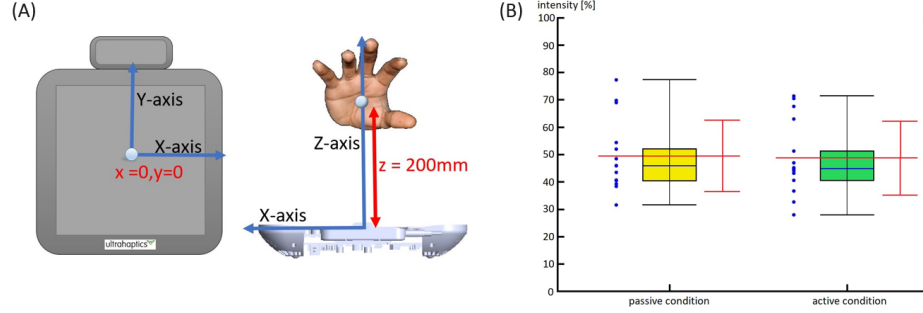 (A)
Y-axis
X-axis
x =0,y=0
ultrahaptics
Z-axis
z = 200mm
X-axis
(B)
intensity [%]
100
90
80
70
60
50
40
30
20
10
0
passive condition
active condition